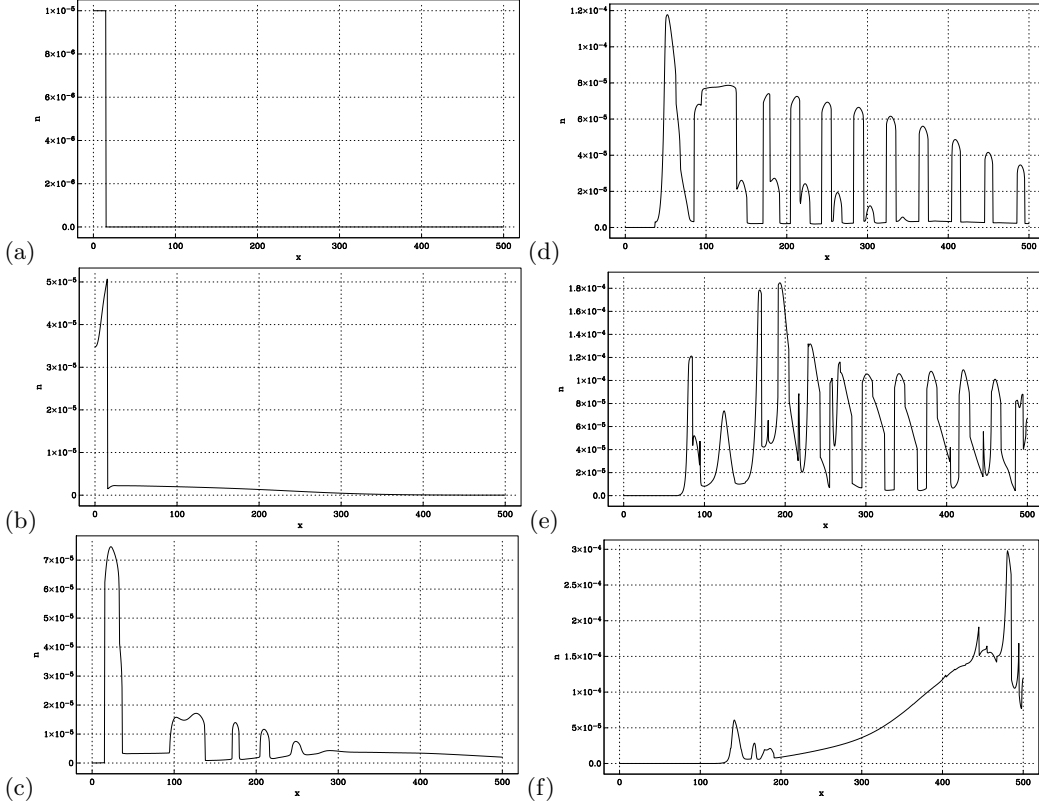 1×10⁻⁵
8×10⁻⁶
6×10⁻⁶
4×10⁻⁶
2×10⁻⁶
0.0
n
0 100 200 300 400 500
x
(a)
5×10⁻⁵
4×10⁻⁵
3×10⁻⁵
2×10⁻⁵
1×10⁻⁵
0
n
0 100 200 300 400 500
x
(b)
7×10⁻⁵
6×10⁻⁵
5×10⁻⁵
4×10⁻⁵
3×10⁻⁵
2×10⁻⁵
1×10⁻⁵
0
n
0 100 200 300 400 500
x
(c)
1.2×10⁻⁴
1×10⁻⁴
8×10⁻⁵
6×10⁻⁵
4×10⁻⁵
2×10⁻⁵
0.0
n
0 100 200 300 400 500
x
(d)
1.8×10⁻⁴
1.6×10⁻⁴
1.4×10⁻⁴
1.2×10⁻⁴
1×10⁻⁴
8×10⁻⁵
6×10⁻⁵
4×10⁻⁵
2×10⁻⁵
0.0
n
0 100 200 300 400 500
x
(e)
3×10⁻⁴
2.5×10⁻⁴
2×10⁻⁴
1.5×10⁻⁴
1×10⁻⁴
5×10⁻⁵
0.0
n
0 100 200 300 400 500
x
(f)